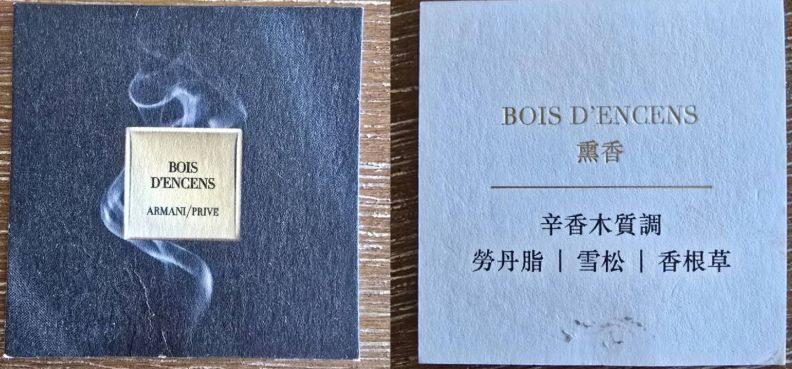 BOIS
D'ENCENS
ARMANI/PRIVE
BOIS D'ENCENS
熏香
辛香木質調
勞丹脂 | 雪松 | 香根草